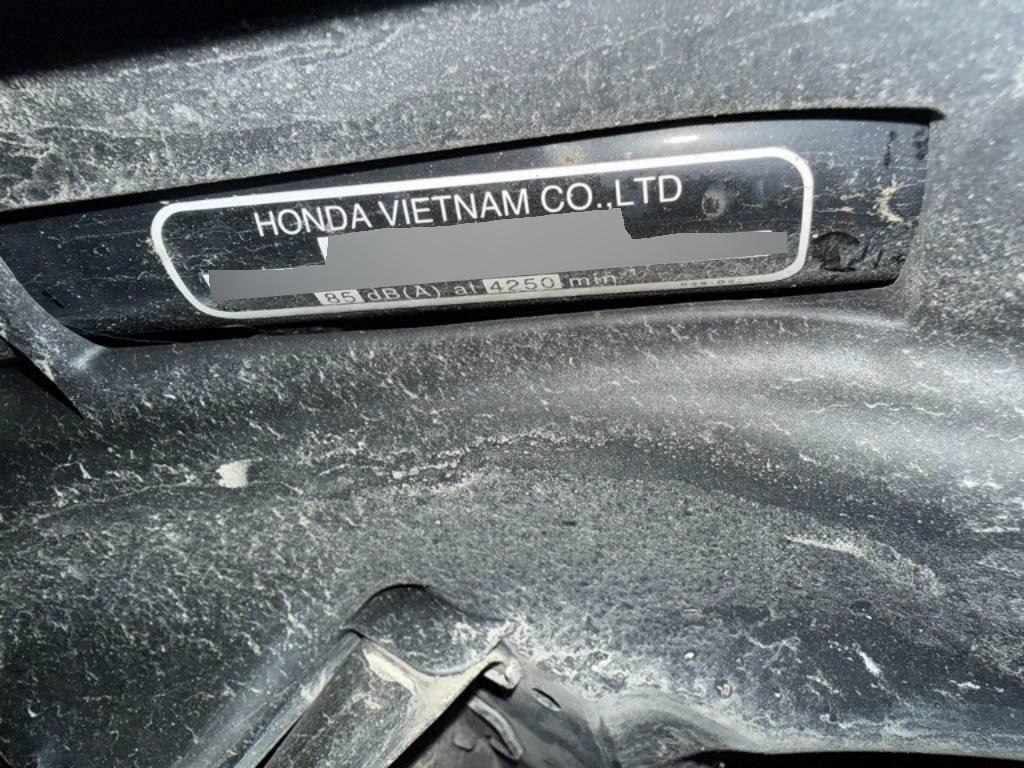 HONDA VIETNAM CO.,LTD
85 dB(A) at 4250 min